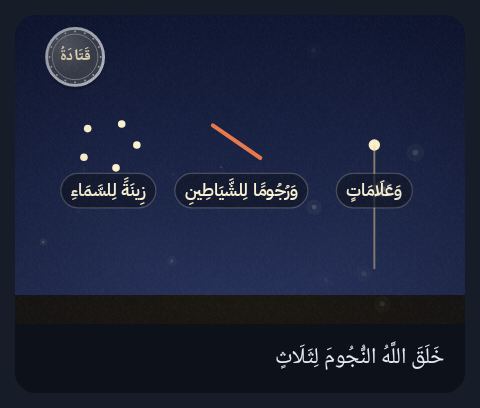 قَتَادَةُ
زِينَةً لِلسَّمَاءِ
وَرُجُومًا لِلشَّيَاطِينِ
وَعَلَامَاتٍ
خَلَقَ اللَّهُ النُّجُومَ لِثَلَاثٍ